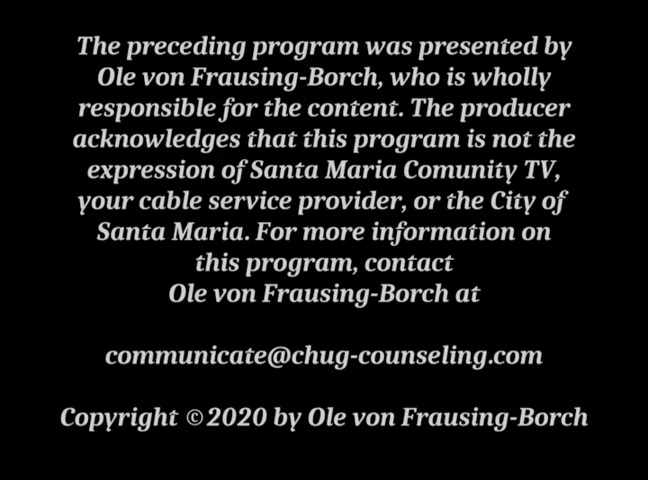 The preceding program was presented by
Ole von Frausing-Borch, who is wholly
responsible for the content. The producer
acknowledges that this program is not the
expression of Santa Maria Comunity TV,
your cable service provider, or the City of
Santa Maria. For more information on
this program, contact
Ole von Frausing-Borch at
communicate@chug-counseling.com
Copyright ©2020 by Ole von Frausing-Borch